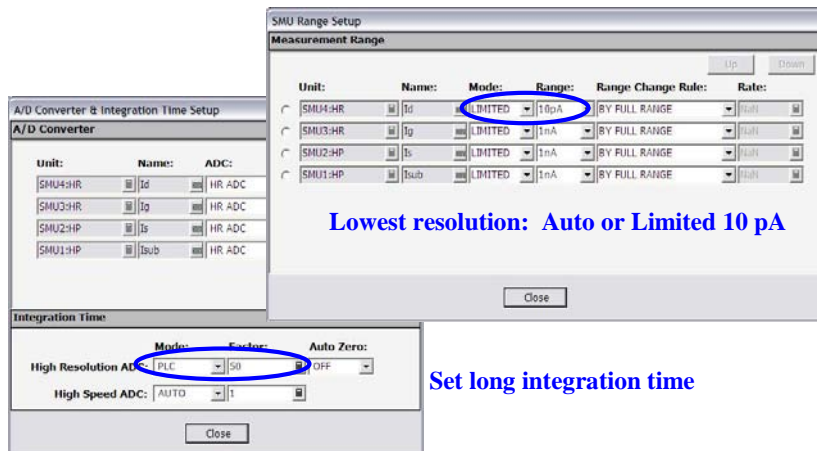 SMU Range Setup
Measurement Range
Up Down
Unit: Name: Mode: Range: Range Change Rule: Rate:
SMU4:HR Id LIMITED 10pA BY FULL RANGE NaN
SMU3:HR Ig LIMITED 1nA BY FULL RANGE NaN
SMU2:HP Is LIMITED 1nA BY FULL RANGE NaN
SMU1:HP Isub LIMITED 1nA BY FULL RANGE NaN
Lowest resolution: Auto or Limited 10 pA
Close
A/D Converter & Integration Time Setup
A/D Converter
Unit: Name: ADC:
SMU4:HR Id HR ADC
SMU3:HR Ig HR ADC
SMU2:HP Is HR ADC
SMU1:HP Isub HR ADC
Integration Time
Mode: Factor: Auto Zero:
High Resolution ADC: PLC 50 OFF
High Speed ADC: AUTO 1
Set long integration time
Close